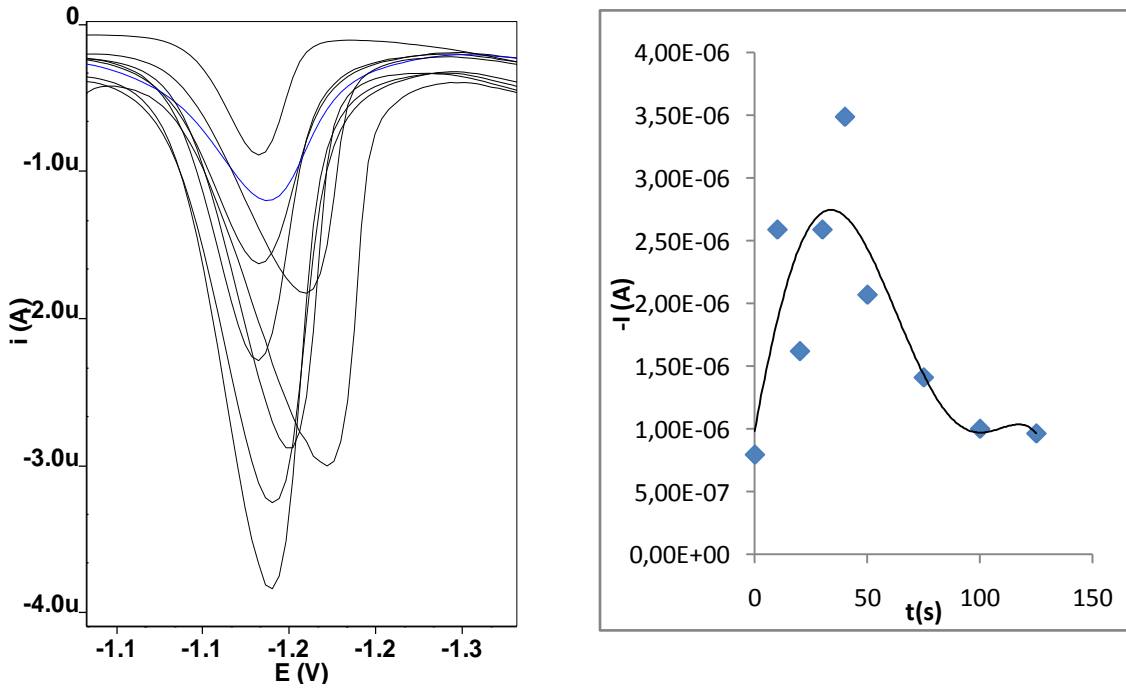 0
-1.0u
-2.0u
-3.0u
-4.0u
i (A)
-1.1
-1.1
-1.2
-1.2
-1.3
E (V)
4,00E-06
3,50E-06
3,00E-06
2,50E-06
2,00E-06
1,50E-06
1,00E-06
5,00E-07
0,00E+00
-I (A)
0
50
100
150
t(s)